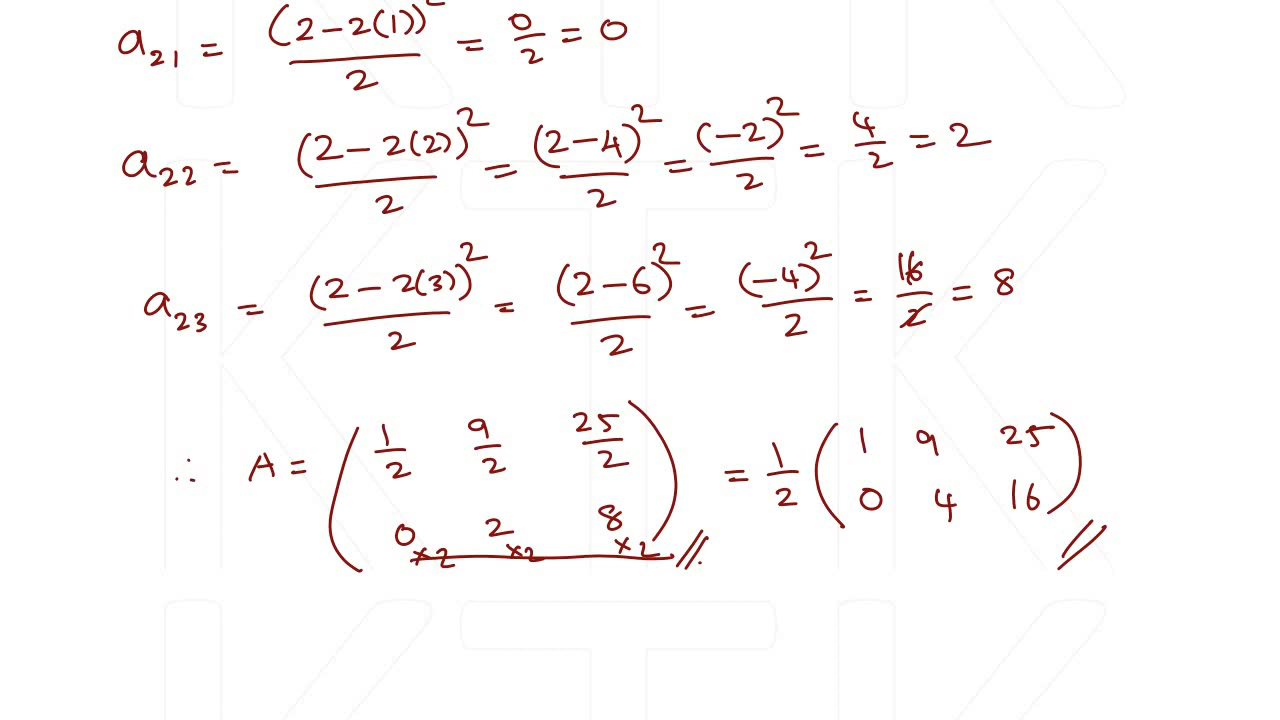 a₂₁ = (2-2(1))²/2 = 0/2 = 0
a₂₂ = (2-2(2))²/2 = (2-4)²/2 = (-2)²/2 = 4/2 = 2
a₂₃ = (2-2(3))²/2 = (2-6)²/2 = (-4)²/2 = 16/2 = 8
∴ A = ( 1/2 9/2 25/2 ) = 1/2 ( 1 9 25 )
( 0×2 2×2 8×2 ) // ( 0 4 16 ) //
KTK
KTK
KTK